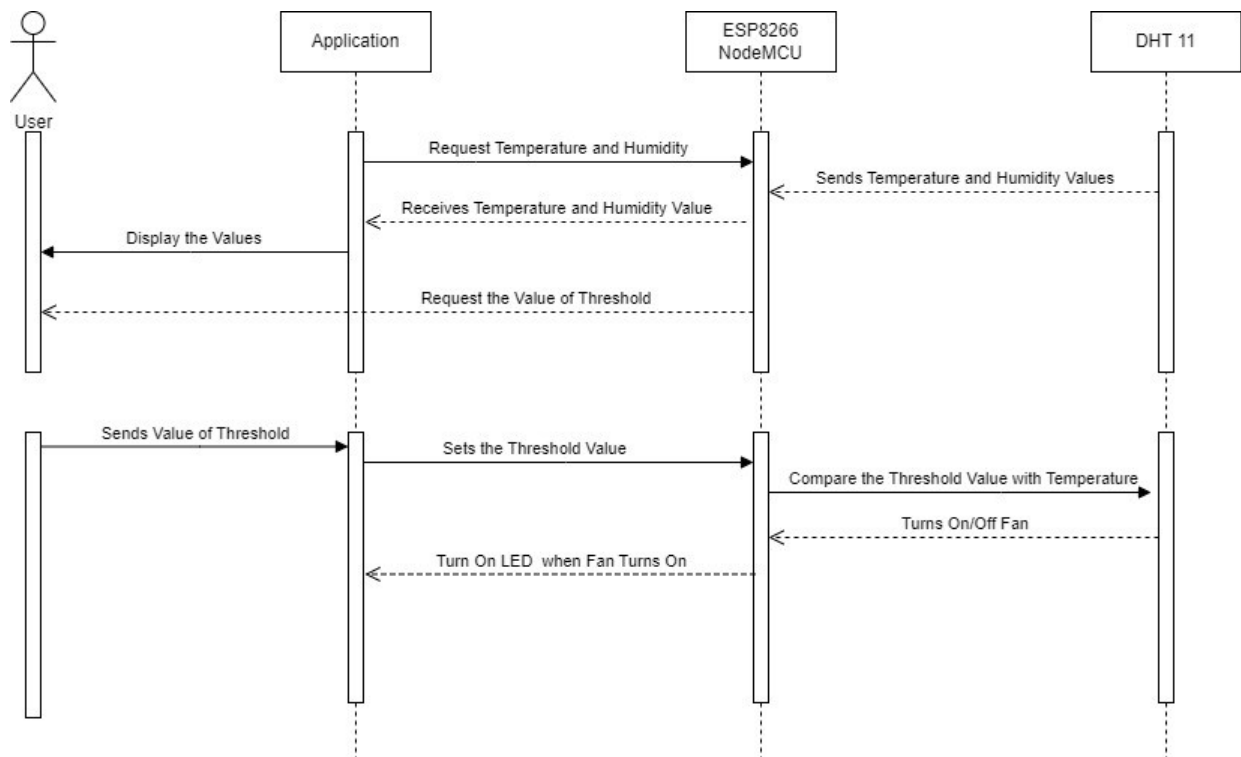 Application
ESP8266
NodeMCU
DHT 11
User
Request Temperature and Humidity
Sends Temperature and Humidity Values
Receives Temperature and Humidity Value
Display the Values
Request the Value of Threshold
Sends Value of Threshold
Sets the Threshold Value
Compare the Threshold Value with Temperature
Turns On/Off Fan
Turn On LED  when Fan Turns On